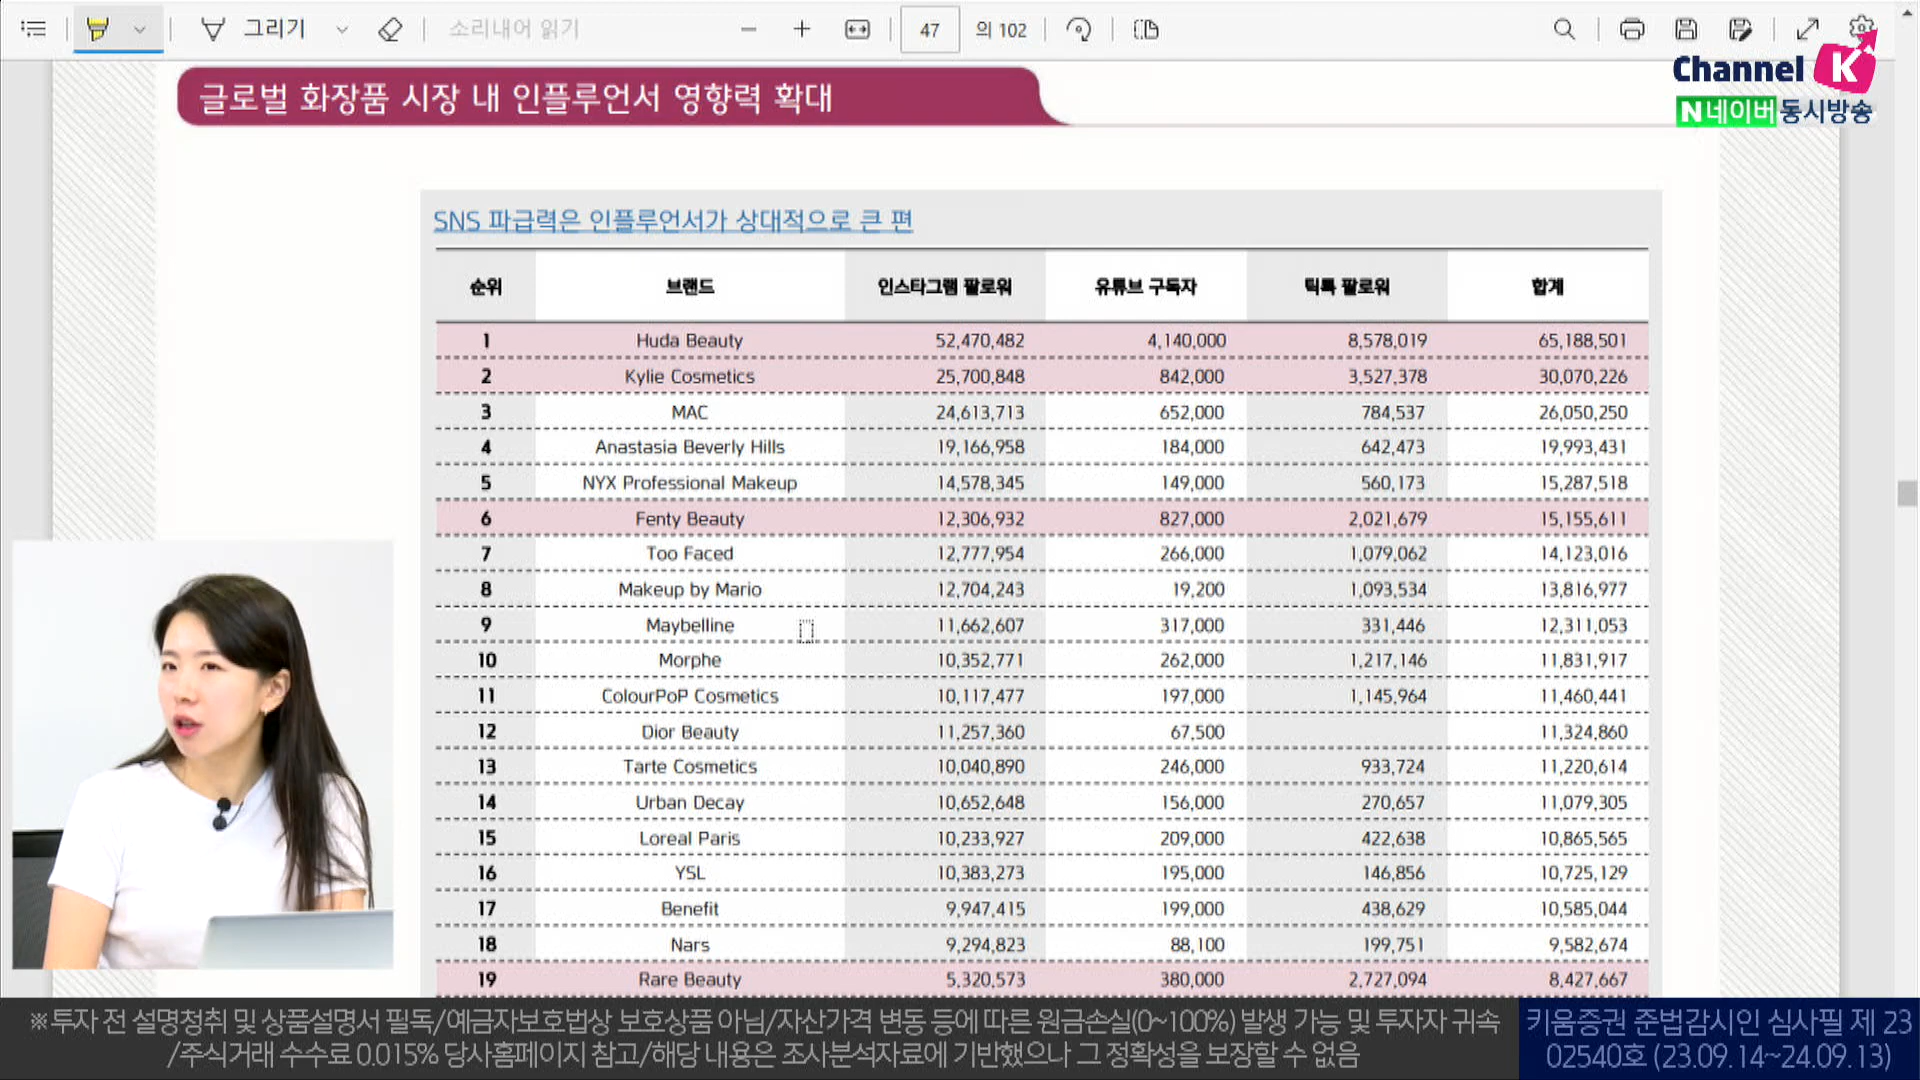 그리기
소리내어 읽기
47 의 102
Channel K
N네이버 동시방송
글로벌 화장품 시장 내 인플루언서 영향력 확대
SNS 파급력은 인플루언서가 상대적으로 큰 편
순위 브랜드 인스타그램 팔로워 유튜브 구독자 틱톡 팔로워 합계
1 Huda Beauty 52,470,482 4,140,000 8,578,019 65,188,501
2 Kylie Cosmetics 25,700,848 842,000 3,527,378 30,070,226
3 MAC 24,613,713 652,000 784,537 26,050,250
4 Anastasia Beverly Hills 19,166,958 184,000 642,473 19,993,431
5 NYX Professional Makeup 14,578,345 149,000 560,173 15,287,518
6 Fenty Beauty 12,306,932 827,000 2,021,679 15,155,611
7 Too Faced 12,777,954 266,000 1,079,062 14,123,016
8 Makeup by Mario 12,704,243 19,200 1,093,534 13,816,977
9 Maybelline 11,662,607 317,000 331,446 12,311,053
10 Morphe 10,352,771 262,000 1,217,146 11,831,917
11 ColourPoP Cosmetics 10,117,477 197,000 1,145,964 11,460,441
12 Dior Beauty 11,257,360 67,500 11,324,860
13 Tarte Cosmetics 10,040,890 246,000 933,724 11,220,614
14 Urban Decay 10,652,648 156,000 270,657 11,079,305
15 Loreal Paris 10,233,927 209,000 422,638 10,865,565
16 YSL 10,383,273 195,000 146,856 10,725,129
17 Benefit 9,947,415 199,000 438,629 10,585,044
18 Nars 9,294,823 88,100 199,751 9,582,674
19 Rare Beauty 5,320,573 380,000 2,727,094 8,427,667
※투자 전 설명청취 및 상품설명서 필독/예금자보호법상 보호상품 아님/자산가격 변동 등에 따른 원금손실(0~100%) 발생 가능 및 투자자 귀속
/주식거래 수수료 0.015% 당사홈페이지 참고/해당 내용은 조사분석자료에 기반했으나 그 정확성을 보장할 수 없음
키움증권 준법감시인 심사필 제 23
02540호 (23.09.14~24.09.13)